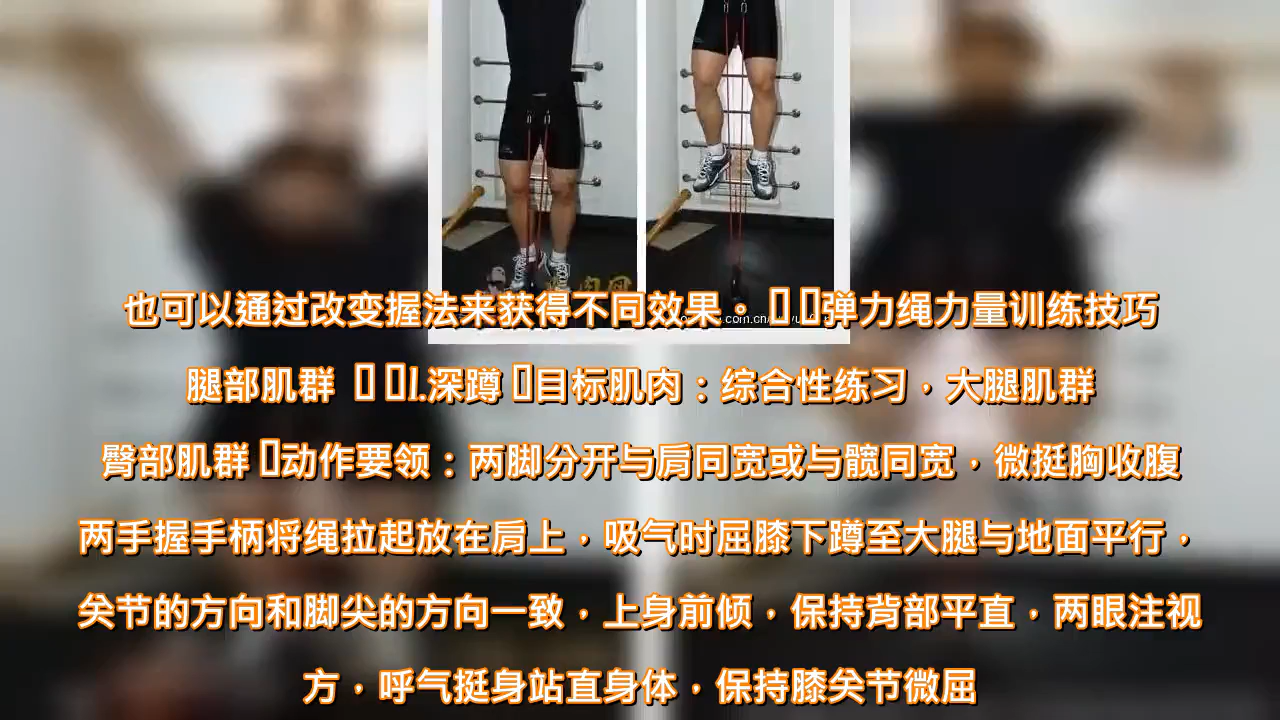 也可以通过改变握法来获得不同效果。 弹力绳力量训练技巧
.com.cn/
腿部肌群 1.深蹲 目标肌肉：综合性练习，大腿肌群
臀部肌群 动作要领：两脚分开与肩同宽或与髋同宽，微挺胸收腹
两手握手柄将绳拉起放在肩上，吸气时屈膝下蹲至大腿与地面平行，
关节的方向和脚尖的方向一致，上身前倾，保持背部平直，两眼注视
方，呼气挺身站直身体，保持膝关节微屈